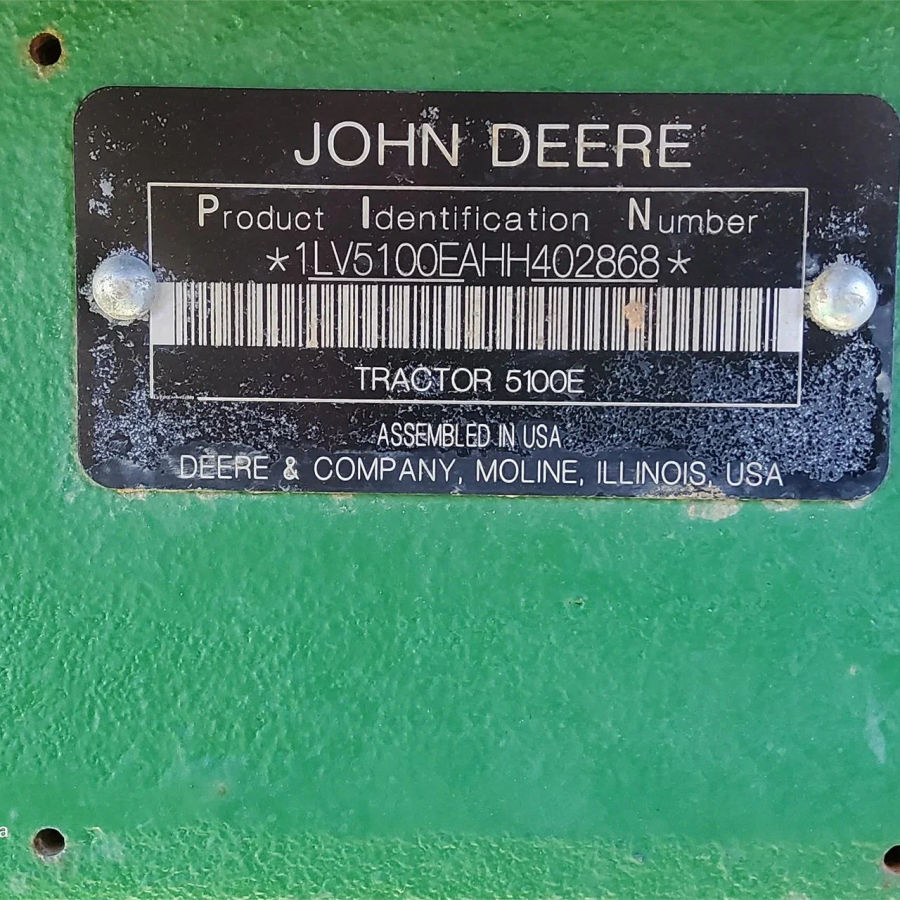 JOHN DEERE
Product Identification Number
*1LV5100EAHH402868*
TRACTOR 5100E
ASSEMBLED IN USA
DEERE & COMPANY, MOLINE, ILLINOIS, USA
a